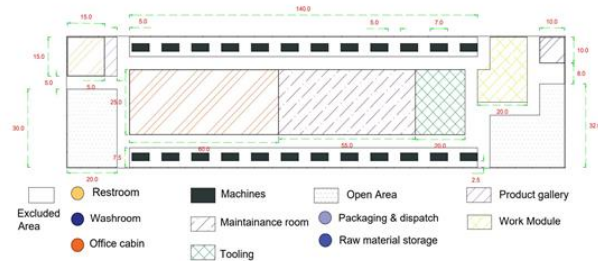 140.0
15.0
5.0
5.0
7.0
10.0
15.0
10.0
5.0
5.0
8.0
25.0
20.0
30.0
32.0
60.0
55.0
20.0
7.5
2.5
20.0
Excluded
Area
Restroom
Washroom
Office cabin
Machines
Maintainance room
Tooling
Open Area
Packaging & dispatch
Raw material storage
Product gallery
Work Module